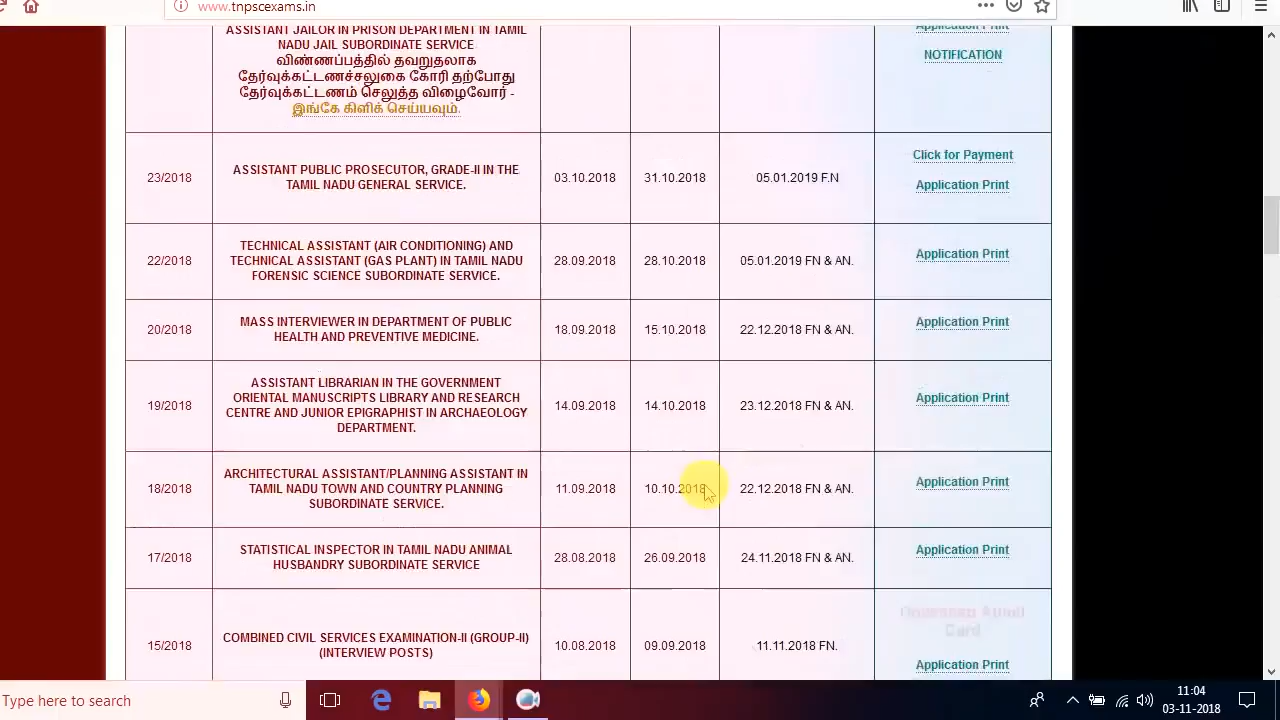 www.tnpscexams.in
ASSISTANT JAILOR IN PRISON DEPARTMENT IN TAMIL
NADU JAIL SUBORDINATE SERVICE
விண்ணப்பத்தில் தவறுதலாக
தேர்வுக்கட்டணச்சலுகை கோரி தற்போது
தேர்வுக்கட்டணம் செலுத்த விழைவோர் -
இங்கே கிளிக் செய்யவும்.
Application Print
NOTIFICATION
23/2018
ASSISTANT PUBLIC PROSECUTOR, GRADE-II IN THE
TAMIL NADU GENERAL SERVICE.
03.10.2018
31.10.2018
05.01.2019 F.N
Click for Payment
Application Print
22/2018
TECHNICAL ASSISTANT (AIR CONDITIONING) AND
TECHNICAL ASSISTANT (GAS PLANT) IN TAMIL NADU
FORENSIC SCIENCE SUBORDINATE SERVICE.
28.09.2018
28.10.2018
05.01.2019 FN & AN.
Application Print
20/2018
MASS INTERVIEWER IN DEPARTMENT OF PUBLIC
HEALTH AND PREVENTIVE MEDICINE.
18.09.2018
15.10.2018
22.12.2018 FN & AN.
Application Print
19/2018
ASSISTANT LIBRARIAN IN THE GOVERNMENT
ORIENTAL MANUSCRIPTS LIBRARY AND RESEARCH
CENTRE AND JUNIOR EPIGRAPHIST IN ARCHAEOLOGY
DEPARTMENT.
14.09.2018
14.10.2018
23.12.2018 FN & AN.
Application Print
18/2018
ARCHITECTURAL ASSISTANT/PLANNING ASSISTANT IN
TAMIL NADU TOWN AND COUNTRY PLANNING
SUBORDINATE SERVICE.
11.09.2018
10.10.2018
22.12.2018 FN & AN.
Application Print
17/2018
STATISTICAL INSPECTOR IN TAMIL NADU ANIMAL
HUSBANDRY SUBORDINATE SERVICE
28.08.2018
26.09.2018
24.11.2018 FN & AN.
Application Print
15/2018
COMBINED CIVIL SERVICES EXAMINATION-II (GROUP-II)
(INTERVIEW POSTS)
10.08.2018
09.09.2018
11.11.2018 FN.
Card
Application Print
Type here to search
11:04
03-11-2018